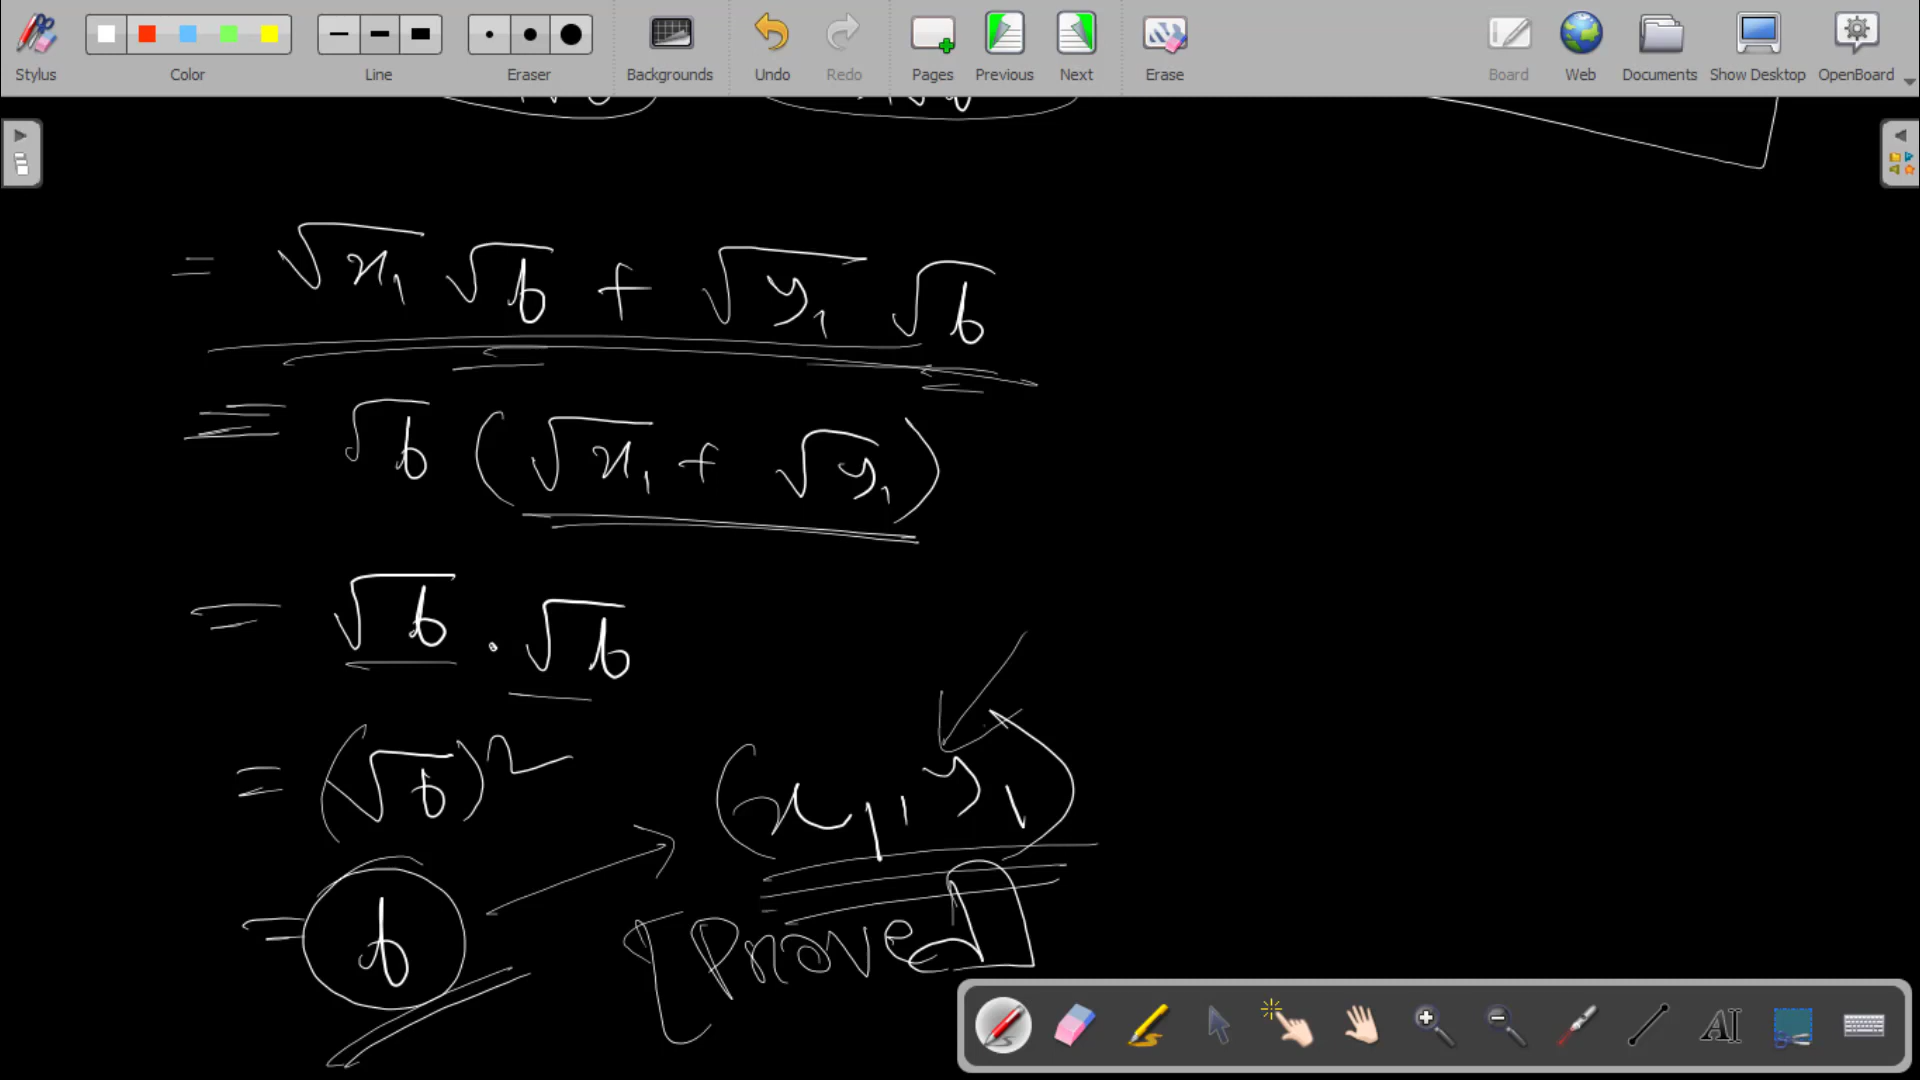 Stylus Color Line Eraser Backgrounds Undo Redo Pages Previous Next Erase Board Web Documents Show Desktop OpenBoard
= √x₁ √b + √y₁ √b
= √b (√x₁ + √y₁)
= √b · √b
= (√b)²
(x₁, y₁)
= b
[Proved]